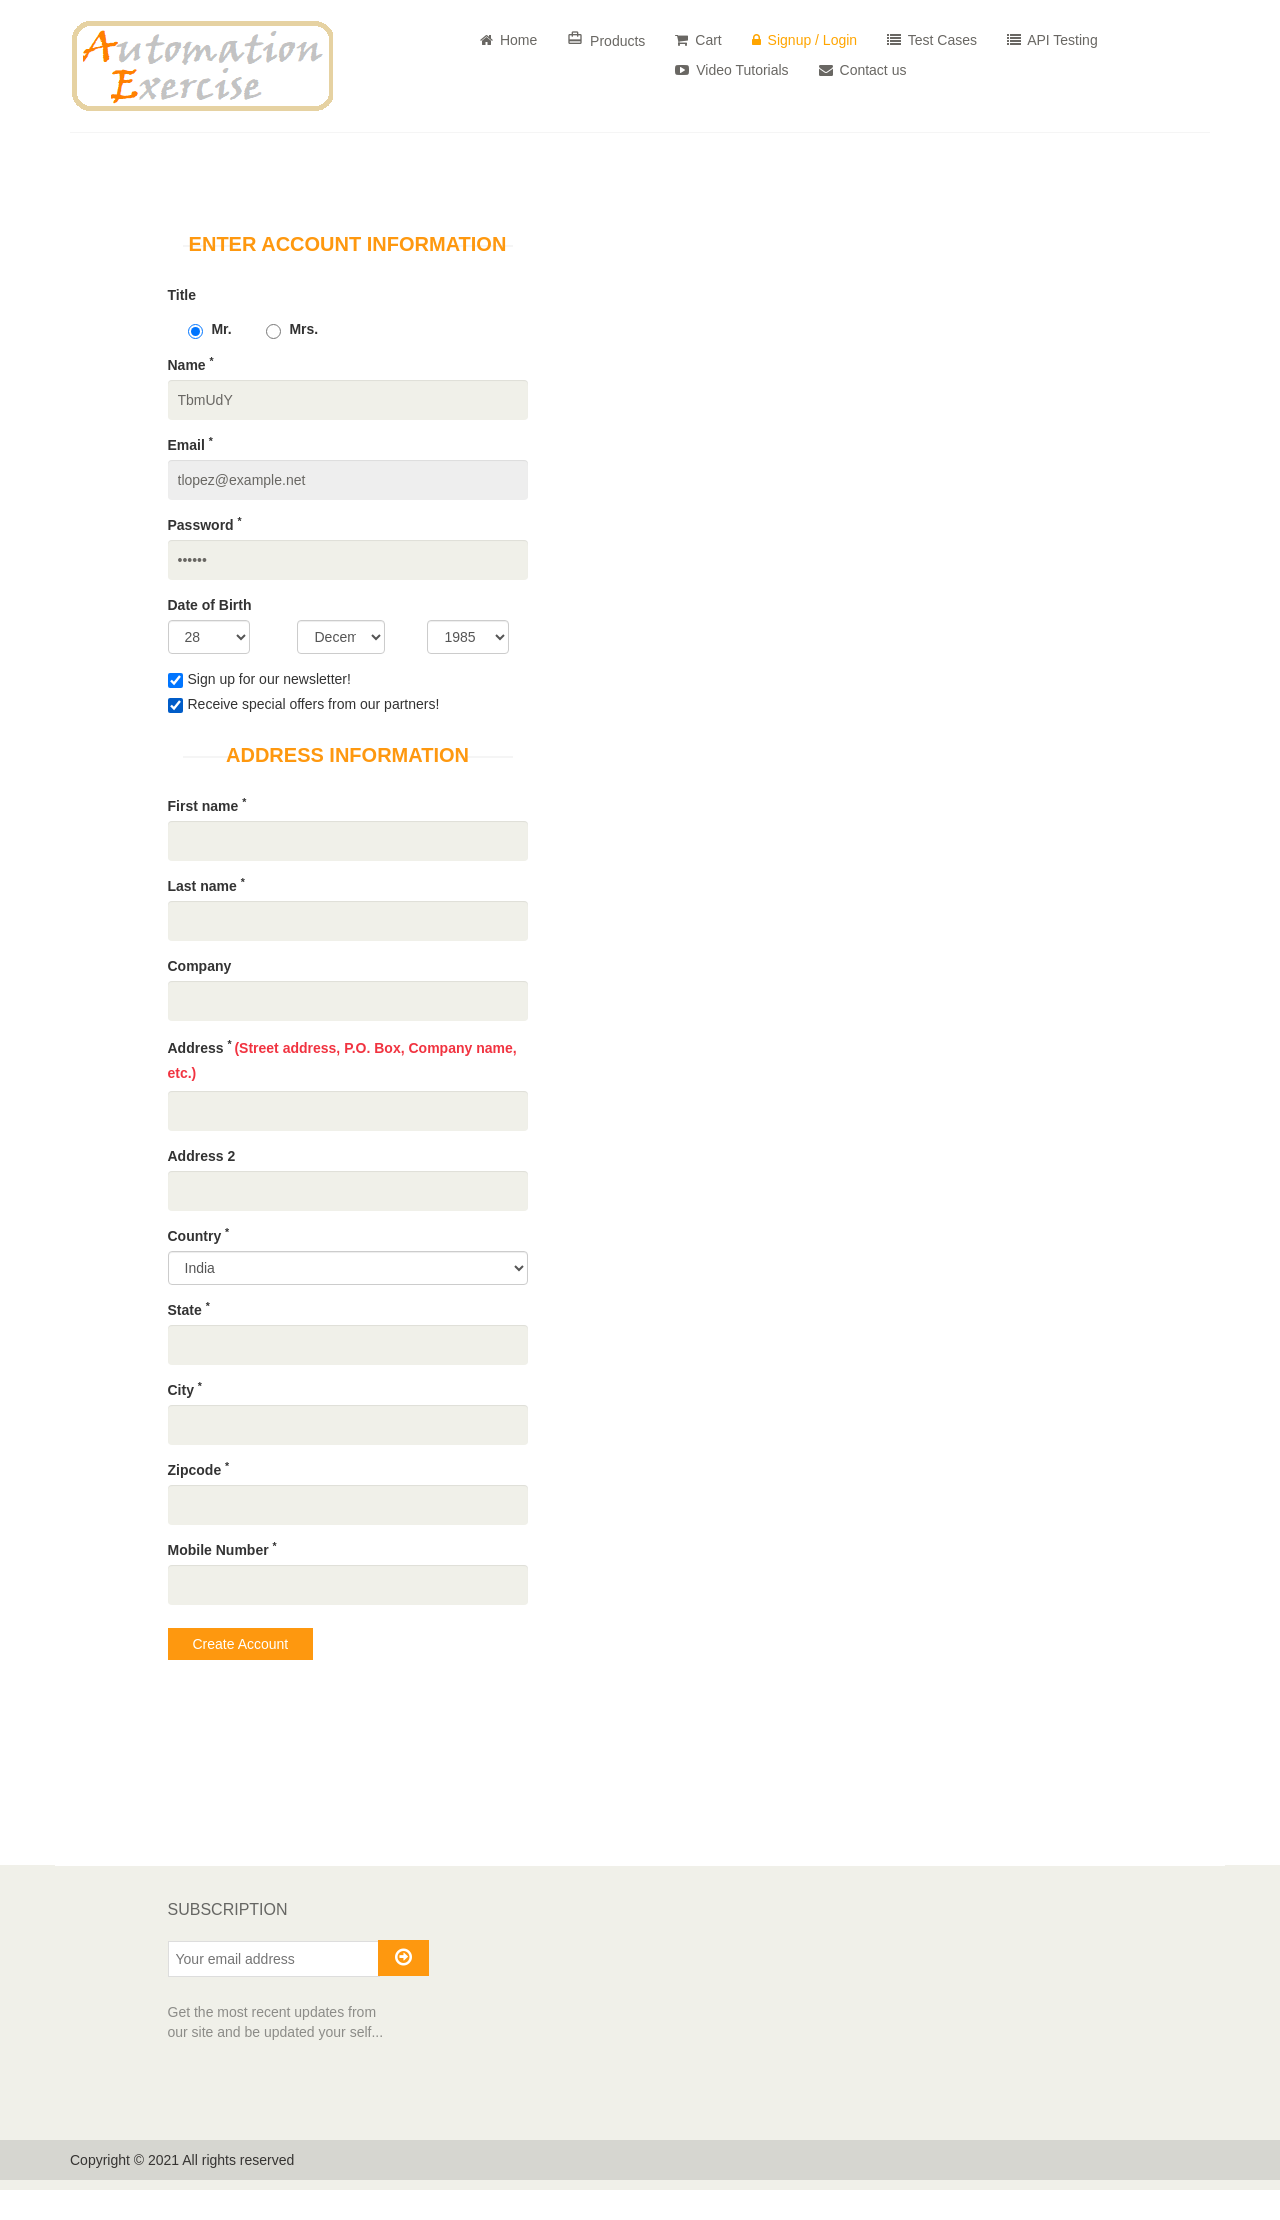 Automation
Exercise
Home Products Cart Signup / Login Test Cases API Testing
Video Tutorials Contact us
ENTER ACCOUNT INFORMATION
Title
Mr. Mrs.
Name *
TbmUdY
Email *
tlopez@example.net
Password *
••••••
Date of Birth
28 Decem 1985
Sign up for our newsletter!
Receive special offers from our partners!
ADDRESS INFORMATION
First name *
Last name *
Company
Address * (Street address, P.O. Box, Company name,
etc.)
Address 2
Country *
India
State *
City *
Zipcode *
Mobile Number *
Create Account
SUBSCRIPTION
Your email address
Get the most recent updates from
our site and be updated your self...
Copyright © 2021 All rights reserved